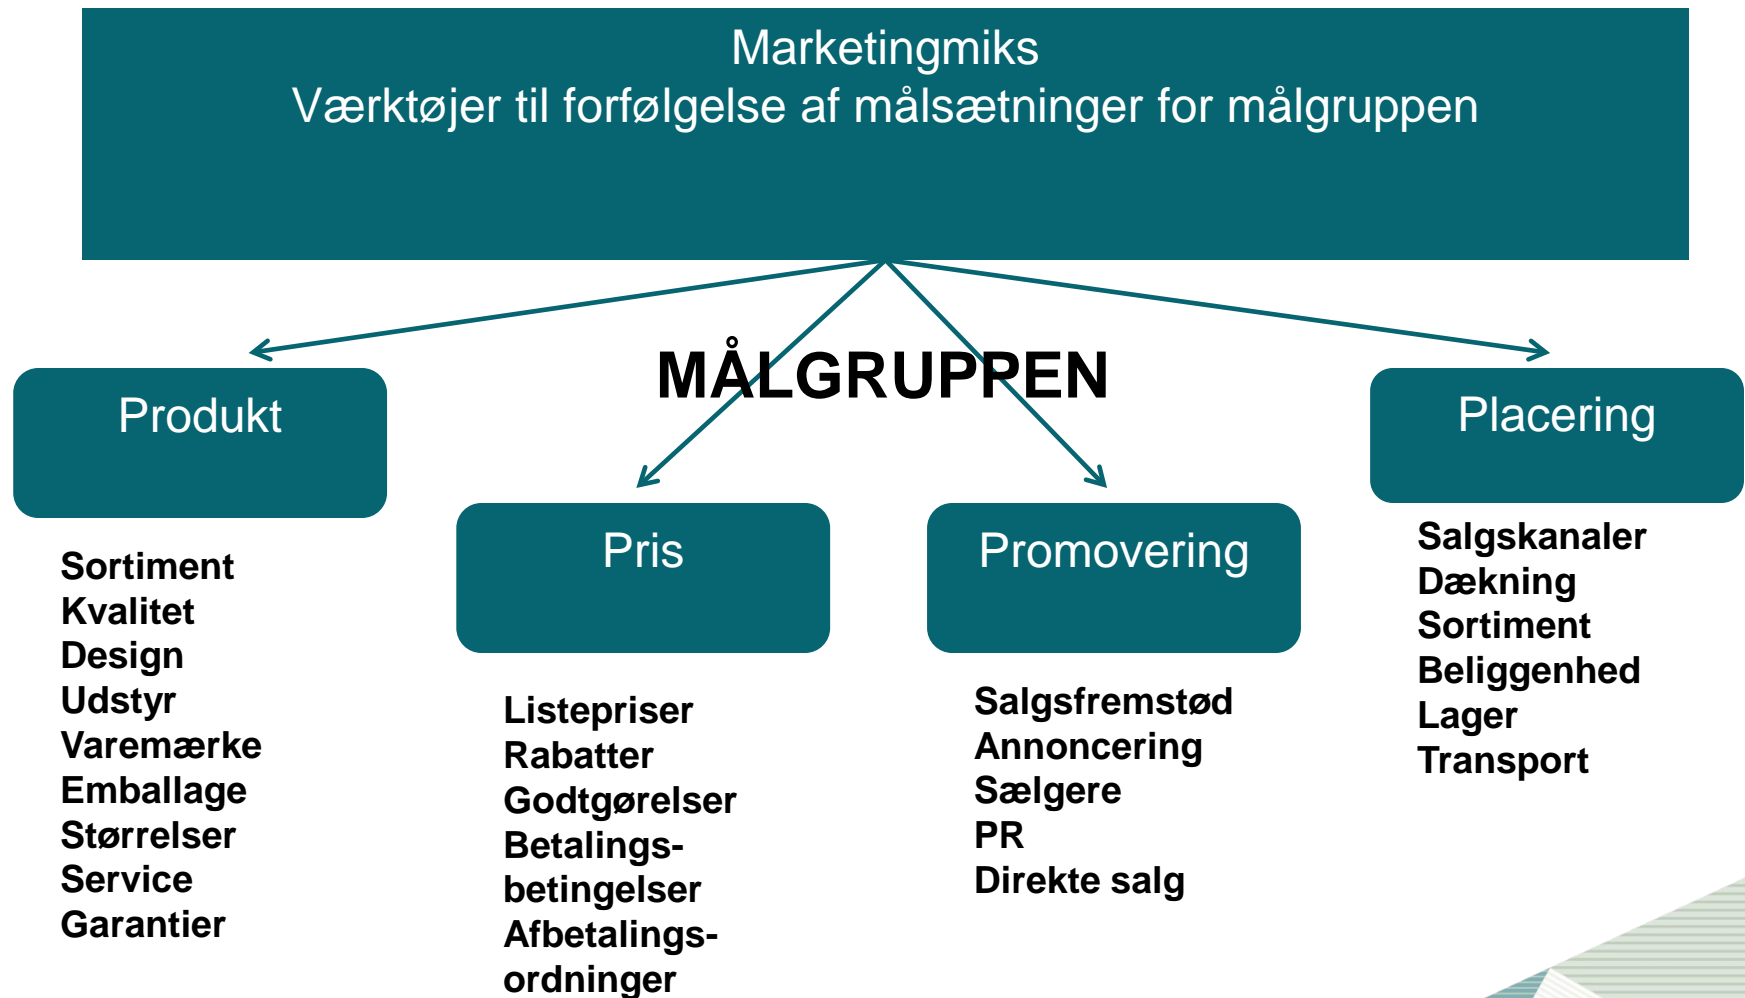 Marketingmiks
Værktøjer til forfølgelse af målsætninger for målgruppen
MÅLGRUPPEN
Produkt
Sortiment
Kvalitet
Design
Udstyr
Varemærke
Emballage
Størrelser
Service
Garantier
Pris
Listepriser
Rabatter
Godtgørelser
Betalings-
betingelser
Afbetalings-
ordninger
Promovering
Salgsfremstød
Annoncering
Sælgere
PR
Direkte salg
Placering
Salgskanaler
Dækning
Sortiment
Beliggenhed
Lager
Transport